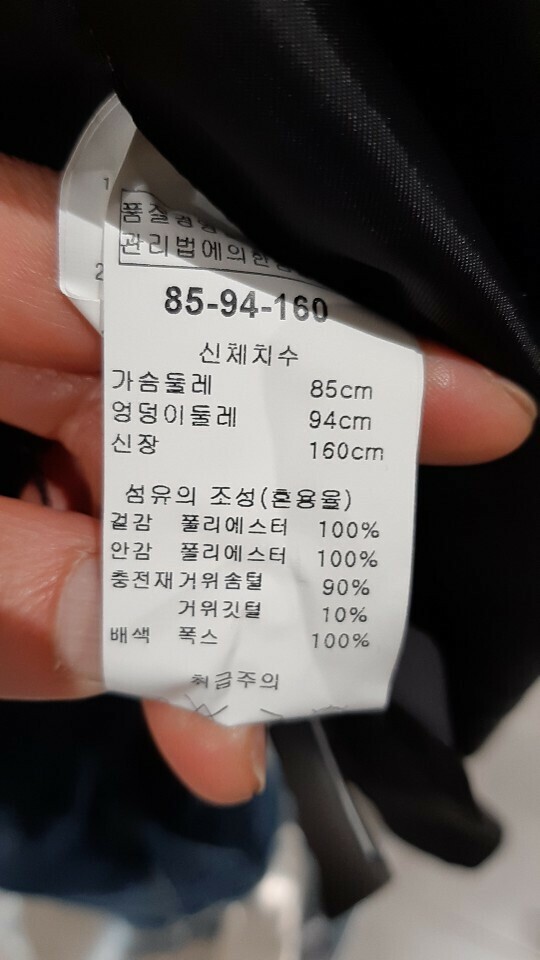 1
품질경영
관리법에의한
2
85-94-160
신체치수
가슴둘레 85cm
엉덩이둘레 94cm
신장 160cm
섬유의 조성(혼용율)
겉감 폴리에스터 100%
안감 폴리에스터 100%
충전재 거위솜털 90%
거위깃털 10%
배색 폭스 100%
취급주의